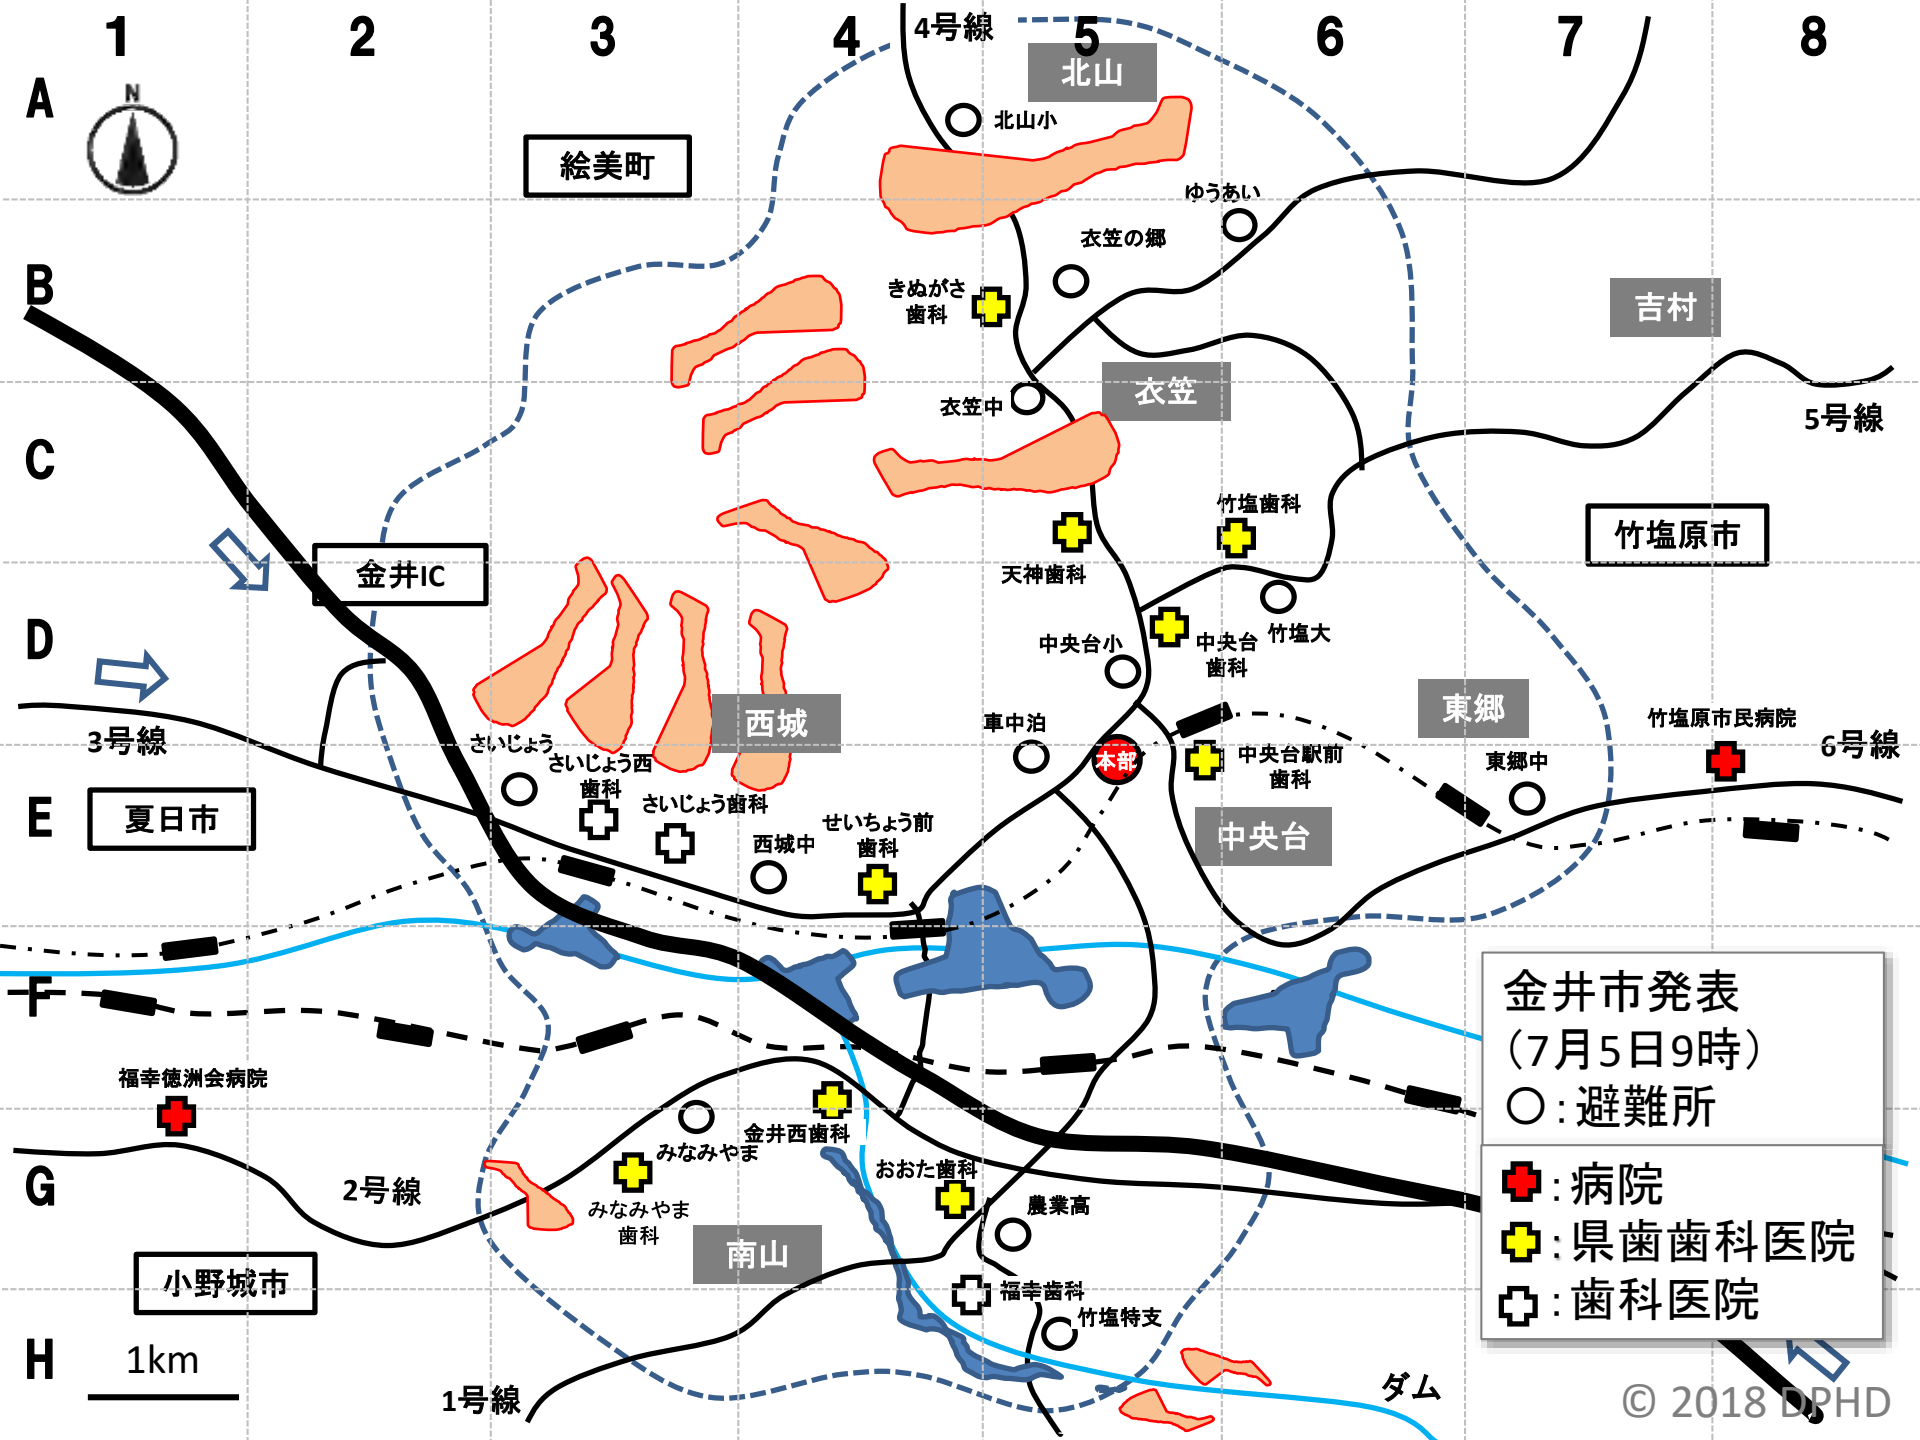 1
2
3
4
5
6
7
8
4号線
北山
A
N
北山小
絵美町
ゆうあい
衣笠の郷
B
きぬがさ
歯科
吉村
衣笠
衣笠中
5号線
C
竹塩歯科
竹塩原市
金井IC
天神歯科
D
中央台小
中央台
歯科
竹塩大
西城
車中泊
東郷
竹塩原市民病院
3号線
さいじょう
6号線
さいじょう西
歯科
本部
中央台駅前
歯科
東郷中
E
夏日市
さいじょう歯科
せいちょう前
歯科
西城中
中央台
F
金井市発表
（7月5日9時）
○：避難所
福幸徳洲会病院
金井西歯科
みなみやま
おおた歯科
G
2号線
みなみやま
歯科
農業高
：病院
：県歯歯科医院
：歯科医院
南山
小野城市
福幸歯科
竹塩特支
H
1km
1号線
ダム
© 2018 DPHD